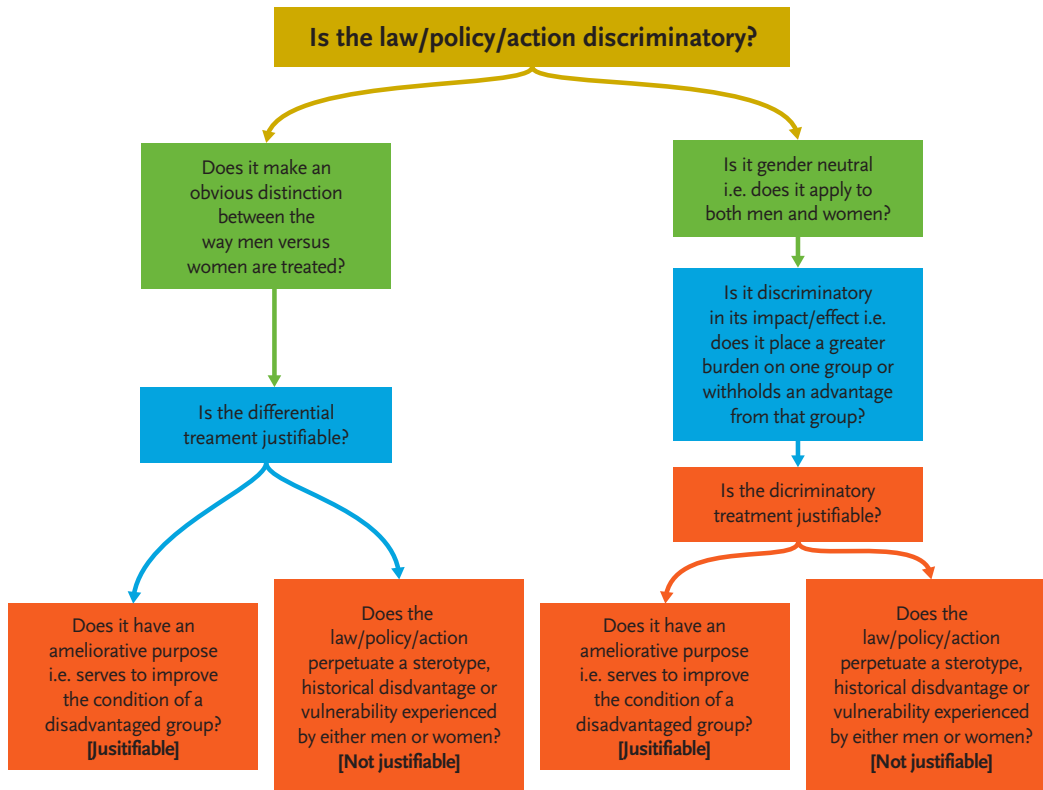 Is the law/policy/action discriminatory?
Does it make an
obvious distinction
between the
way men versus
women are treated?
Is the differential
treament justifiable?
Does it have an
ameliorative purpose
i.e. serves to improve
the condition of a
disadvantaged group?
[Jusitifiable]
Does the
law/policy/action
perpetuate a sterotype,
historical disdvantage or
vulnerability experienced
by either men or women?
[Not justifiable]
Is it gender neutral
i.e. does it apply to
both men and women?
Is it discriminatory
in its impact/effect i.e.
does it place a greater
burden on one group or
withholds an advantage
from that group?
Is the dicriminatory
treatment justifiable?
Does it have an
ameliorative purpose
i.e. serves to improve
the condition of a
disadvantaged group?
[Jusitifiable]
Does the
law/policy/action
perpetuate a sterotype,
historical disdvantage or
vulnerability experienced
by either men or women?
[Not justifiable]